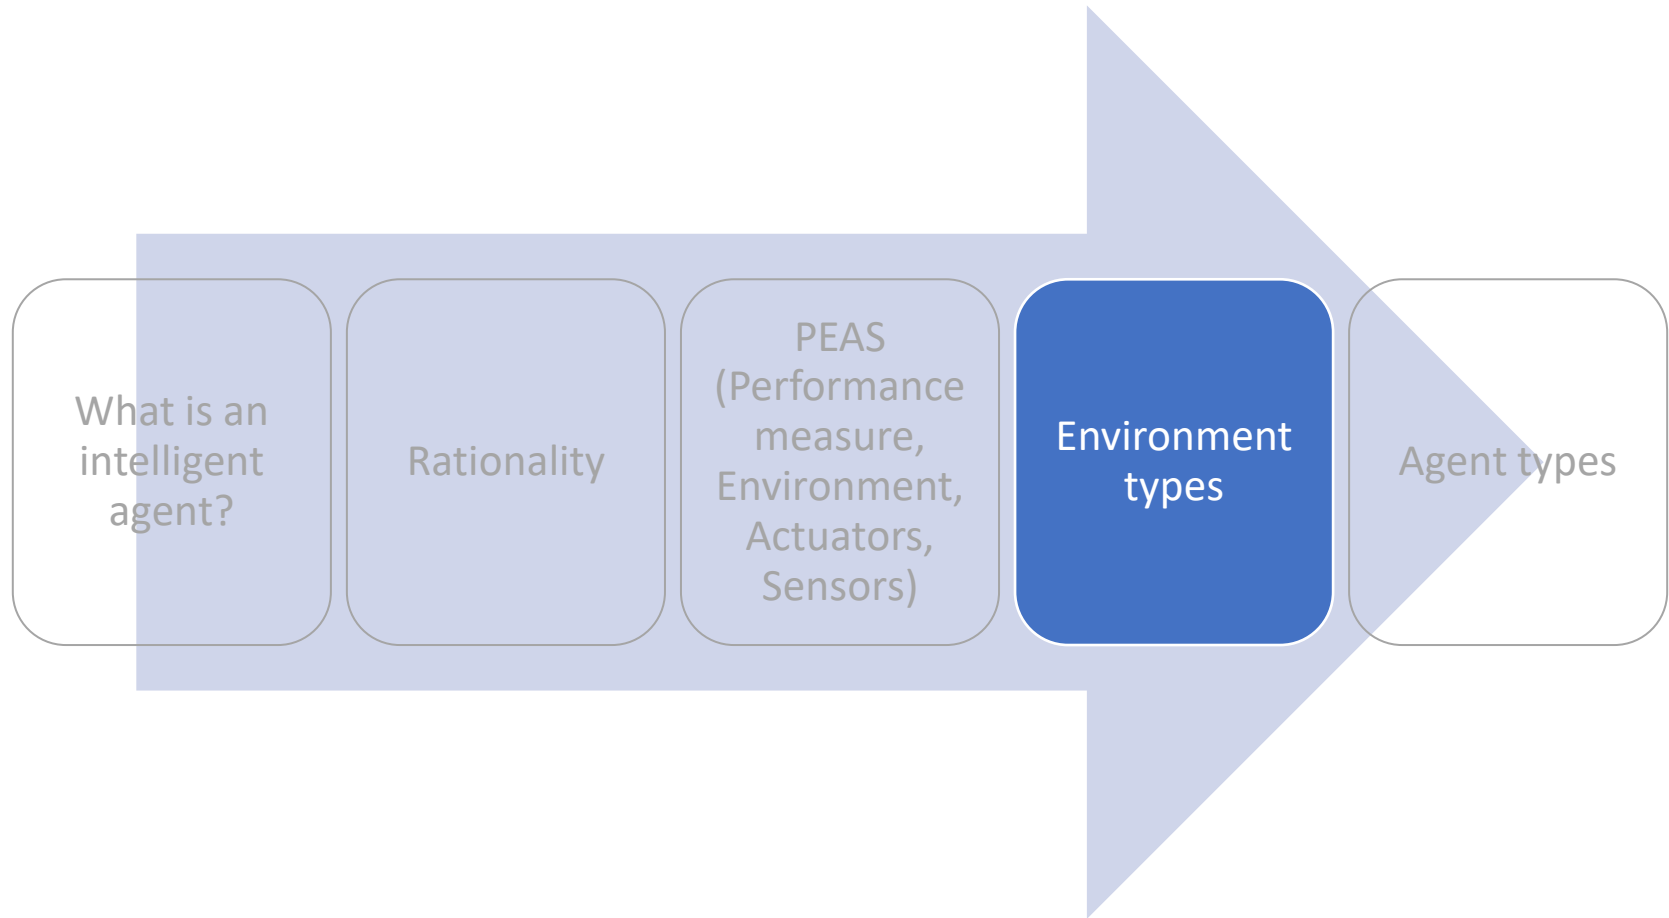 What is an
intelligent
agent?
Rationality
PEAS
(Performance
measure,
Environment,
Actuators,
Sensors)
Environment
types
Agent types